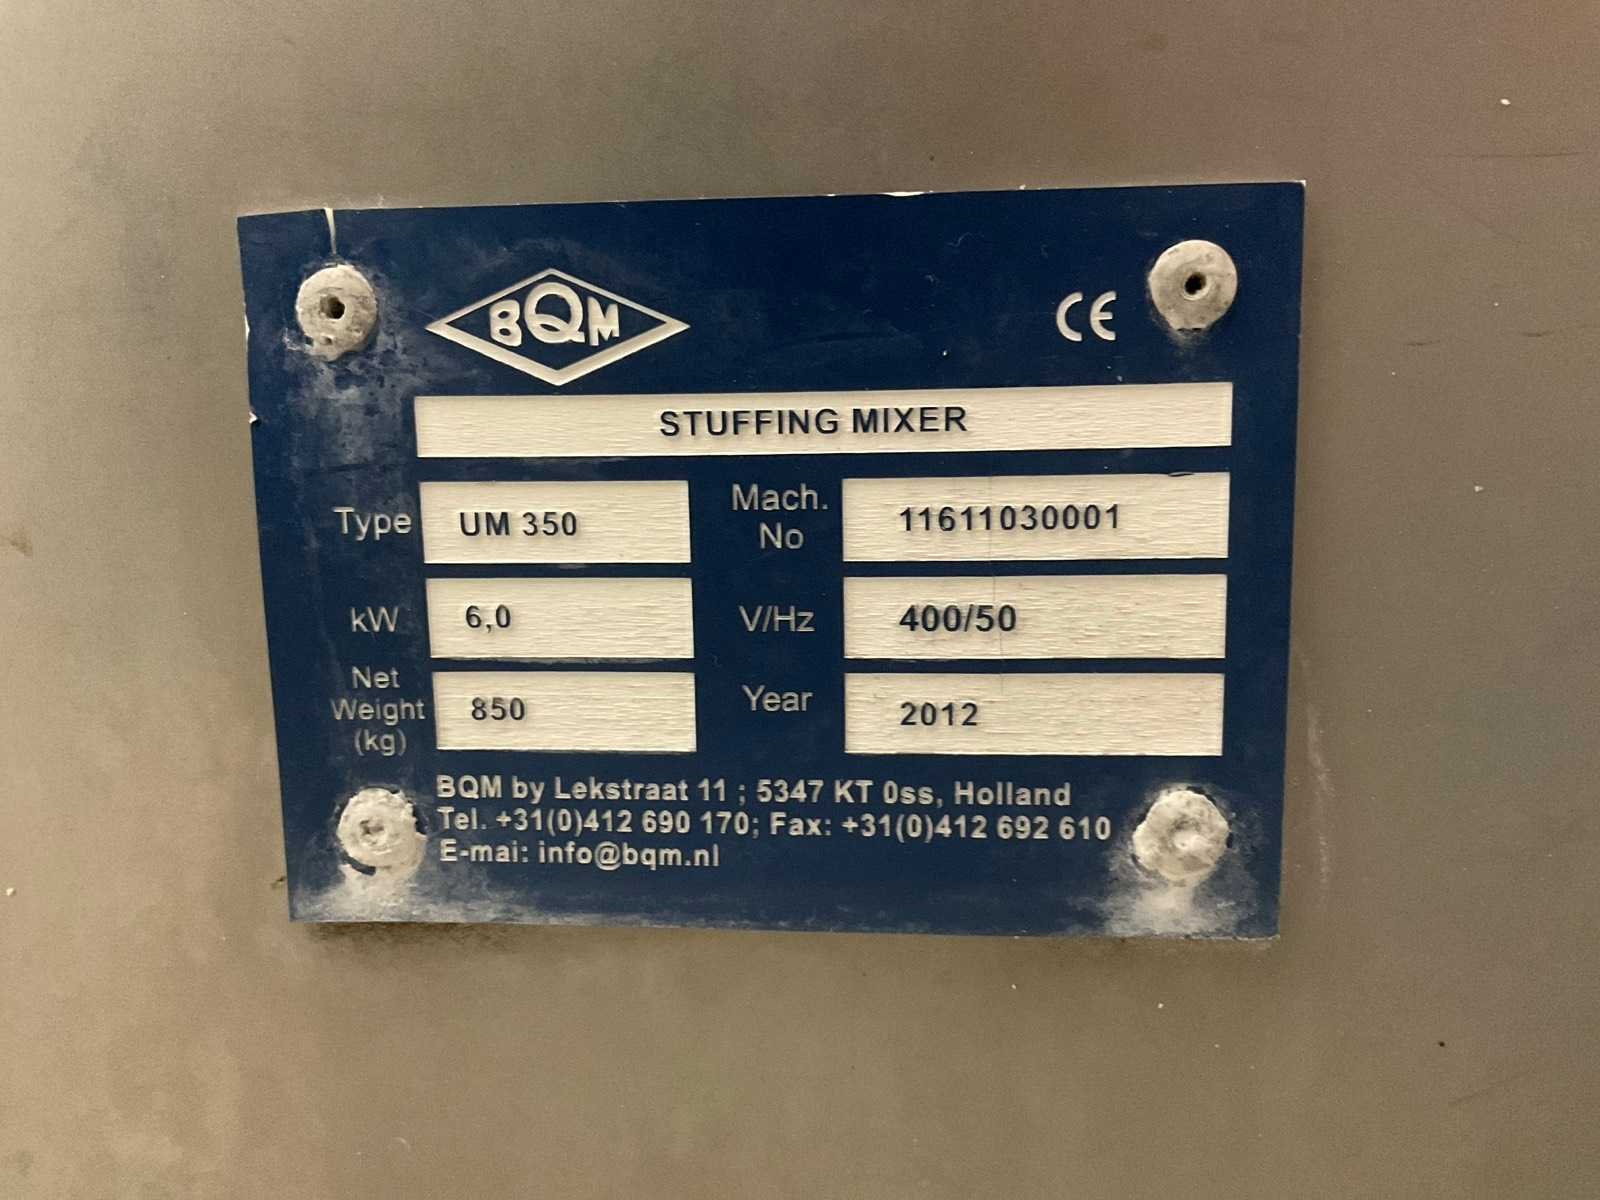 BQM
CE
STUFFING MIXER
Type UM 350 Mach. No 11611030001
kW 6,0 V/Hz 400/50
Net Weight (kg) 850 Year 2012
BQM by Lekstraat 11 ; 5347 KT 0ss, Holland
Tel. +31(0)412 690 170; Fax: +31(0)412 692 610
E-mai: info@bqm.nl